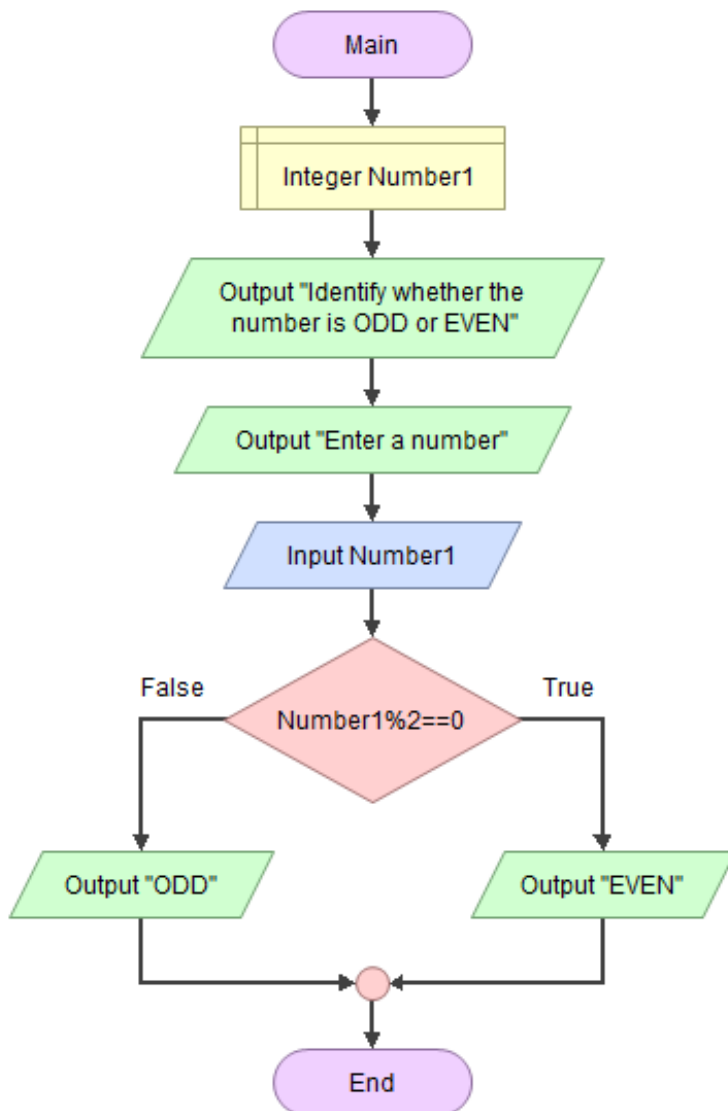 Main
Integer Number1
Output "Identify whether the
number is ODD or EVEN"
Output "Enter a number"
Input Number1
False
True
Number1%2==0
Output "ODD"
Output "EVEN"
End